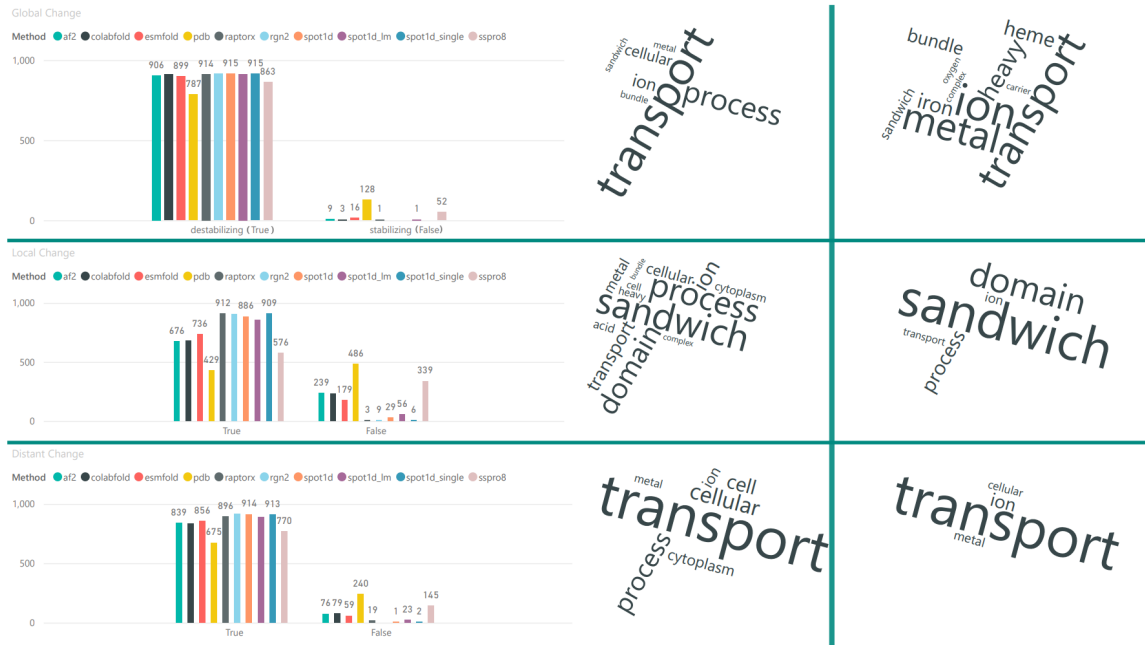 Global Change
Method af2 colabfold esmfold pdb raptorx rgn2 spot1d spot1d_lm spot1d_single sspro8
1,000
906 899 787 914 915 915 863
500
128
9 3 16 1 1 52
0
destabilizing (True) stabilizing (False)
sandwich
metal
cellular
ion
bundle
process
transport
bundle
heme
oxygen
heavy
complex
carrier
sandwich
iron
ion
metal
transport
Local Change
Method af2 colabfold esmfold pdb raptorx rgn2 spot1d spot1d_lm spot1d_single sspro8
1,000
676 736 429 912 886 909 576
500
239 179 486 3 9 29 56 6 339
0
True False
metal
bundle
cellular
ion
cell
heavy
process
cytoplasm
sandwich
acid
transport
domain
complex
domain
ion
sandwich
transport
process
Distant Change
Method af2 colabfold esmfold pdb raptorx rgn2 spot1d spot1d_lm spot1d_single sspro8
1,000
839 856 675 896 914 913 770
500
76 79 59 240 19 1 23 2 145
0
True False
metal
ion
cell
cellular
transport
process
cytoplasm
cellular
ion
transport
metal